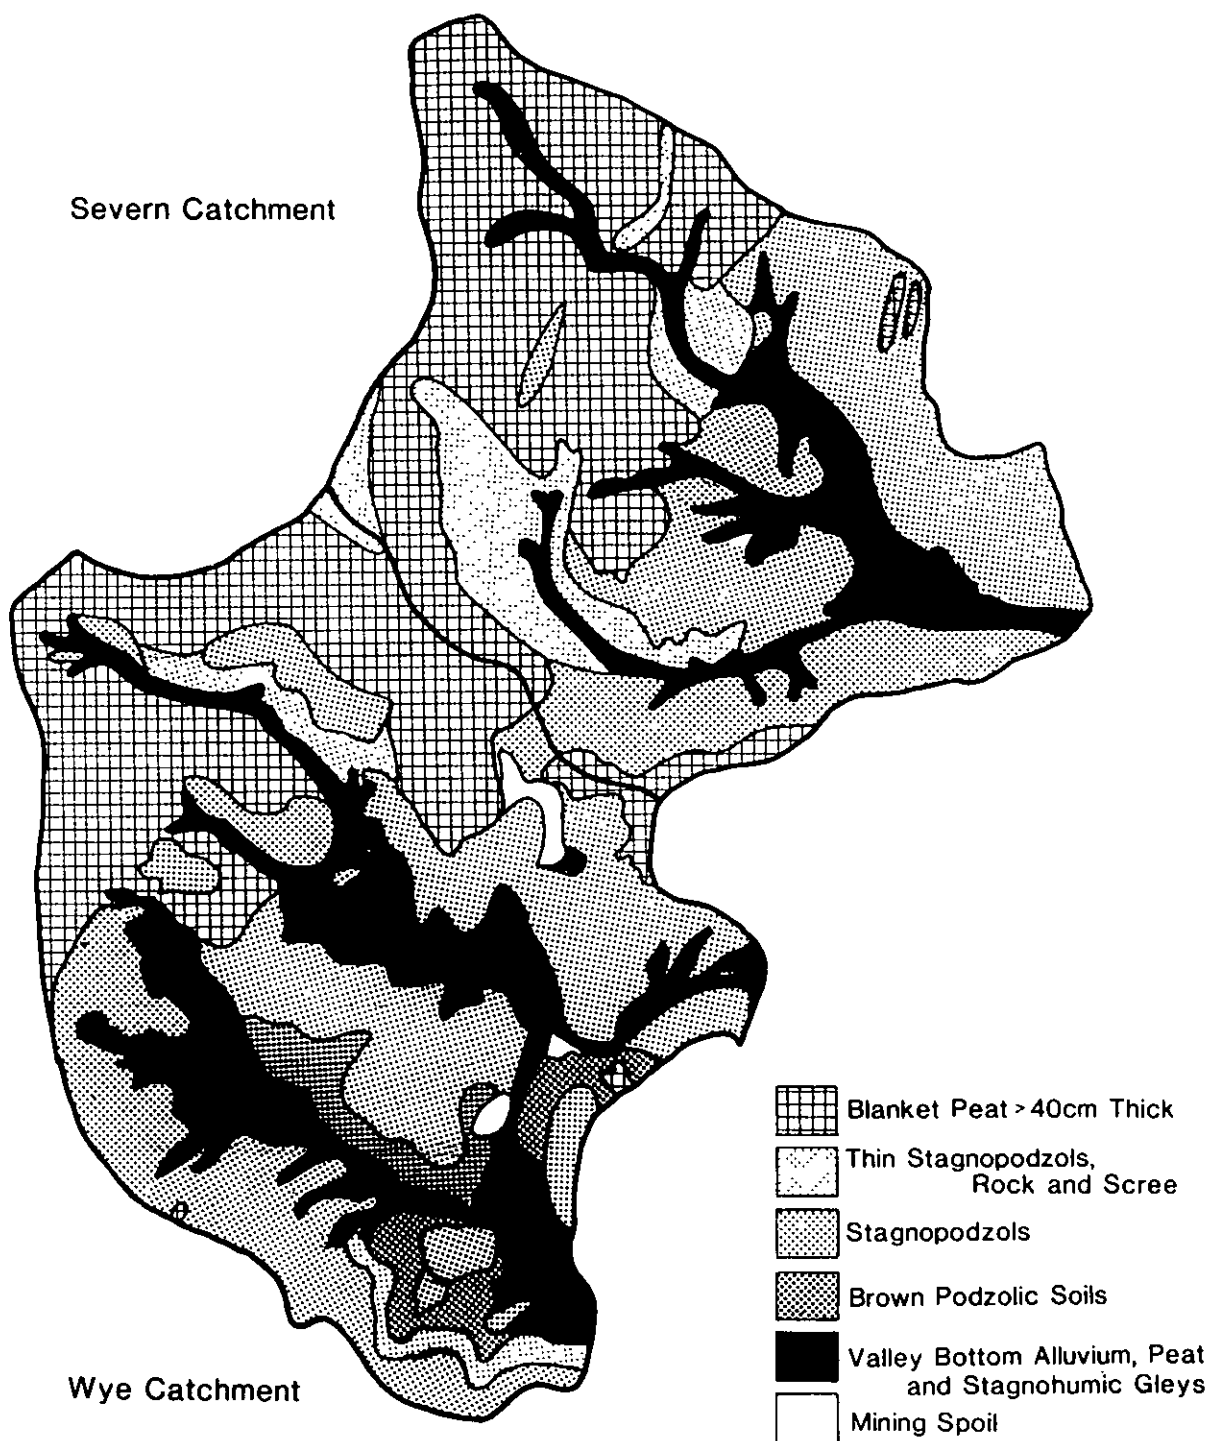 Severn Catchment
Blanket Peat > 40cm Thick
Thin Stagnopodzols,
Rock and Scree
Stagnopodzols
Brown Podzolic Soils
Valley Bottom Alluvium, Peat
and Stagnohumic Gleys
Mining Spoil
Wye Catchment